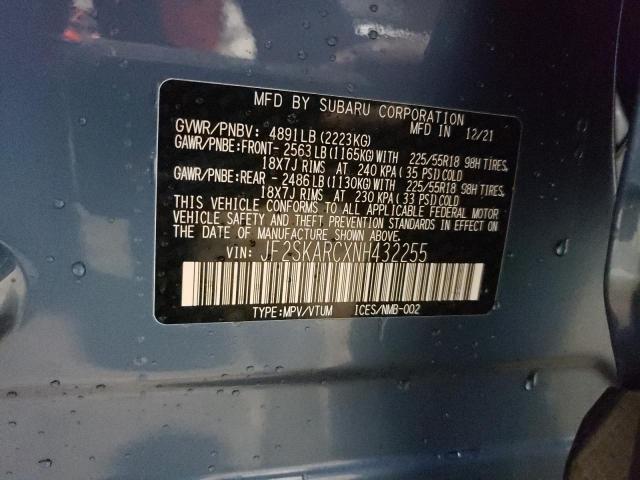 MFD BY SUBARU CORPORATION
GVWR/PNBV: 4891LB(2223KG) MFD IN 12/21
GAWR/PNBE:FRONT-2563LB(1165KG)WITH 225/55R18 98H TIRES,
18X7J RIMS AT 240 KPA(35 PSI)COLD
GAWR/PNBE:REAR -2486LB(1130KG)WITH 225/55R18 98H TIRES,
18X7J RIMS AT 230 KPA(33 PSI)COLD
THIS VEHICLE CONFORMS TO ALL APPLICABLE FEDERAL MOTOR
VEHICLE SAFETY AND THEFT PREVENTION STANDARDS IN EFFECT ON
THE DATE OF MANUFACTURE SHOWN ABOVE.
VIN: JF2SKARCXNH432255
TYPE:MPV/VTUM ICES/NMB-002